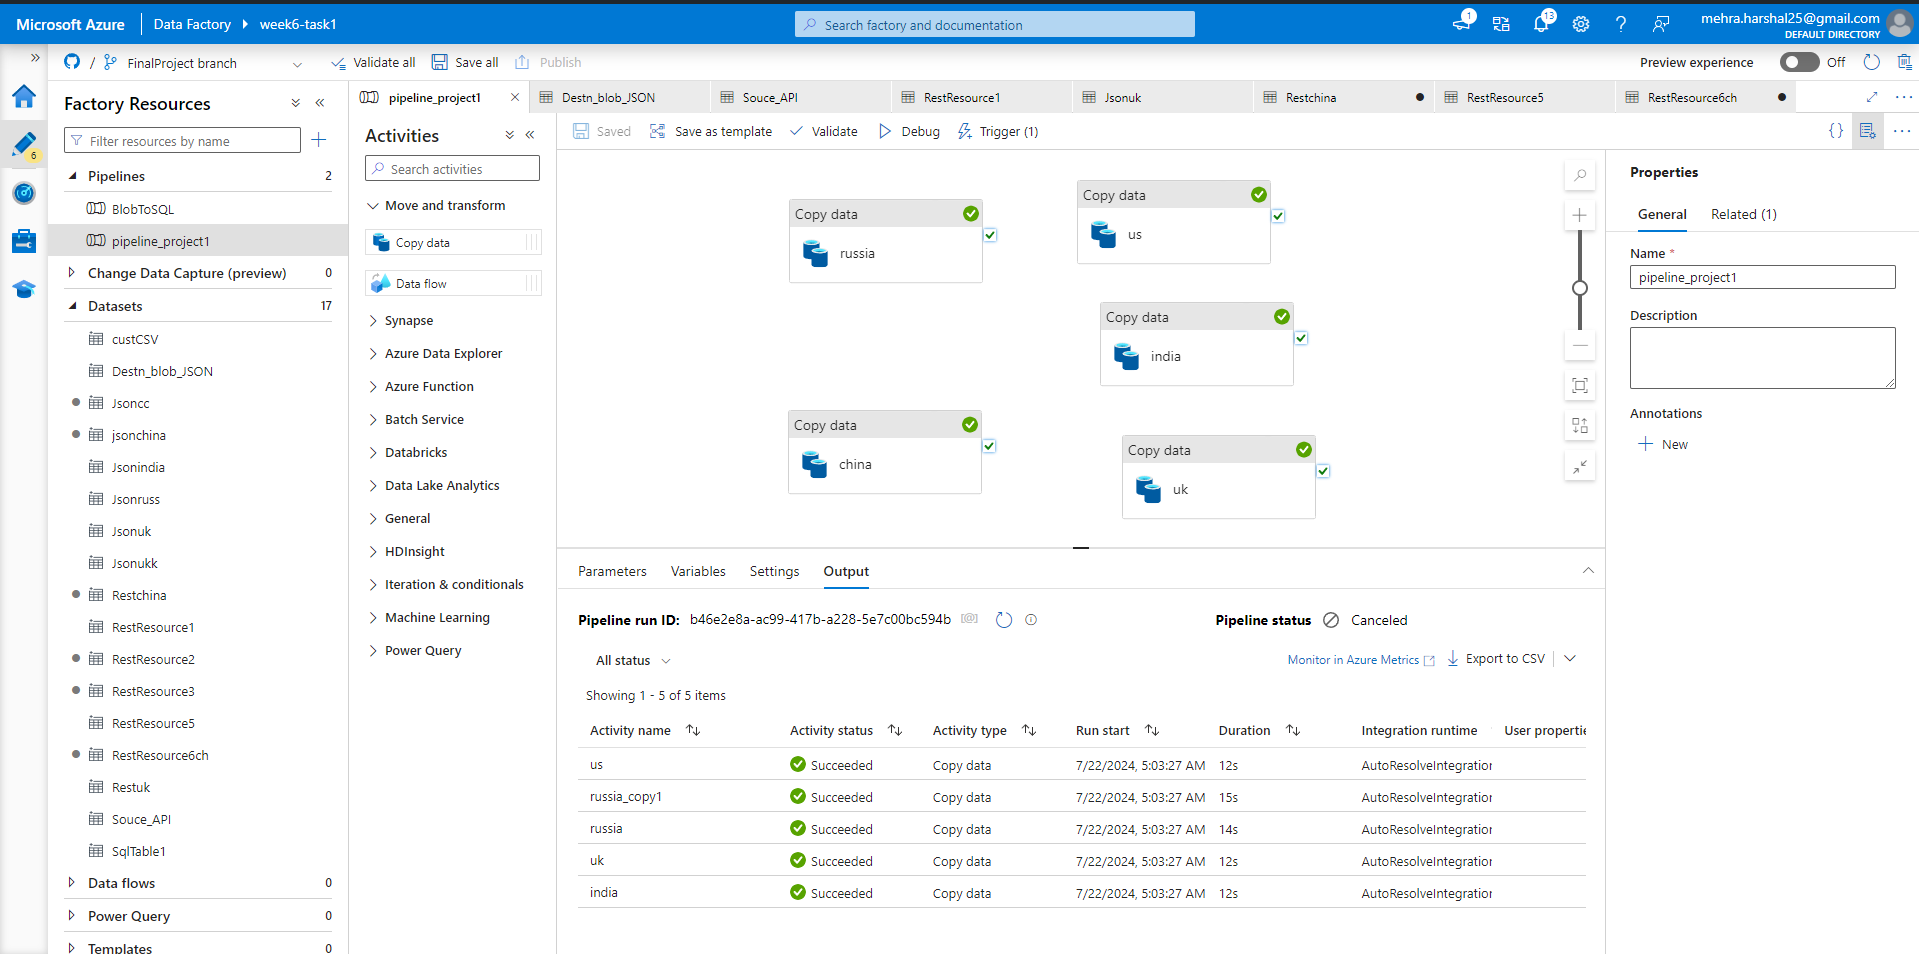 Microsoft Azure
Data Factory
week6-task1
Search factory and documentation
1
13
mehra.harshal25@gmail.com
DEFAULT DIRECTORY
/
FinalProject branch
Validate all
Save all
Publish
Preview experience
Off
6
Factory Resources
Filter resources by name
Pipelines
2
BlobToSQL
pipeline_project1
Change Data Capture (preview)
0
Datasets
17
custCSV
Destn_blob_JSON
Jsoncc
jsonchina
Jsonindia
Jsonruss
Jsonuk
Jsonukk
Restchina
RestResource1
RestResource2
RestResource3
RestResource5
RestResource6ch
Restuk
Souce_API
SqlTable1
Data flows
0
Power Query
0
Templates
0
pipeline_project1
Destn_blob_JSON
Souce_API
RestResource1
Jsonuk
Restchina
RestResource5
RestResource6ch
Activities
Search activities
Move and transform
Copy data
Data flow
Synapse
Azure Data Explorer
Azure Function
Batch Service
Databricks
Data Lake Analytics
General
HDInsight
Iteration & conditionals
Machine Learning
Power Query
Saved
Save as template
Validate
Debug
Trigger (1)
{}
Copy data
russia
Copy data
us
Copy data
india
Copy data
china
Copy data
uk
Properties
General
Related (1)
Name *
pipeline_project1
Description
Annotations
New
Parameters
Variables
Settings
Output
Pipeline run ID: b46e2e8a-ac99-417b-a228-5e7c00bc594b
Pipeline status
Canceled
All status
Monitor in Azure Metrics
Export to CSV
Showing 1 - 5 of 5 items
Activity name Activity status Activity type Run start Duration Integration runtime User propertie
us Succeeded Copy data 7/22/2024, 5:03:27 AM 12s AutoResolveIntegration
russia_copy1 Succeeded Copy data 7/22/2024, 5:03:27 AM 15s AutoResolveIntegration
russia Succeeded Copy data 7/22/2024, 5:03:27 AM 14s AutoResolveIntegration
uk Succeeded Copy data 7/22/2024, 5:03:27 AM 12s AutoResolveIntegration
india Succeeded Copy data 7/22/2024, 5:03:27 AM 12s AutoResolveIntegration